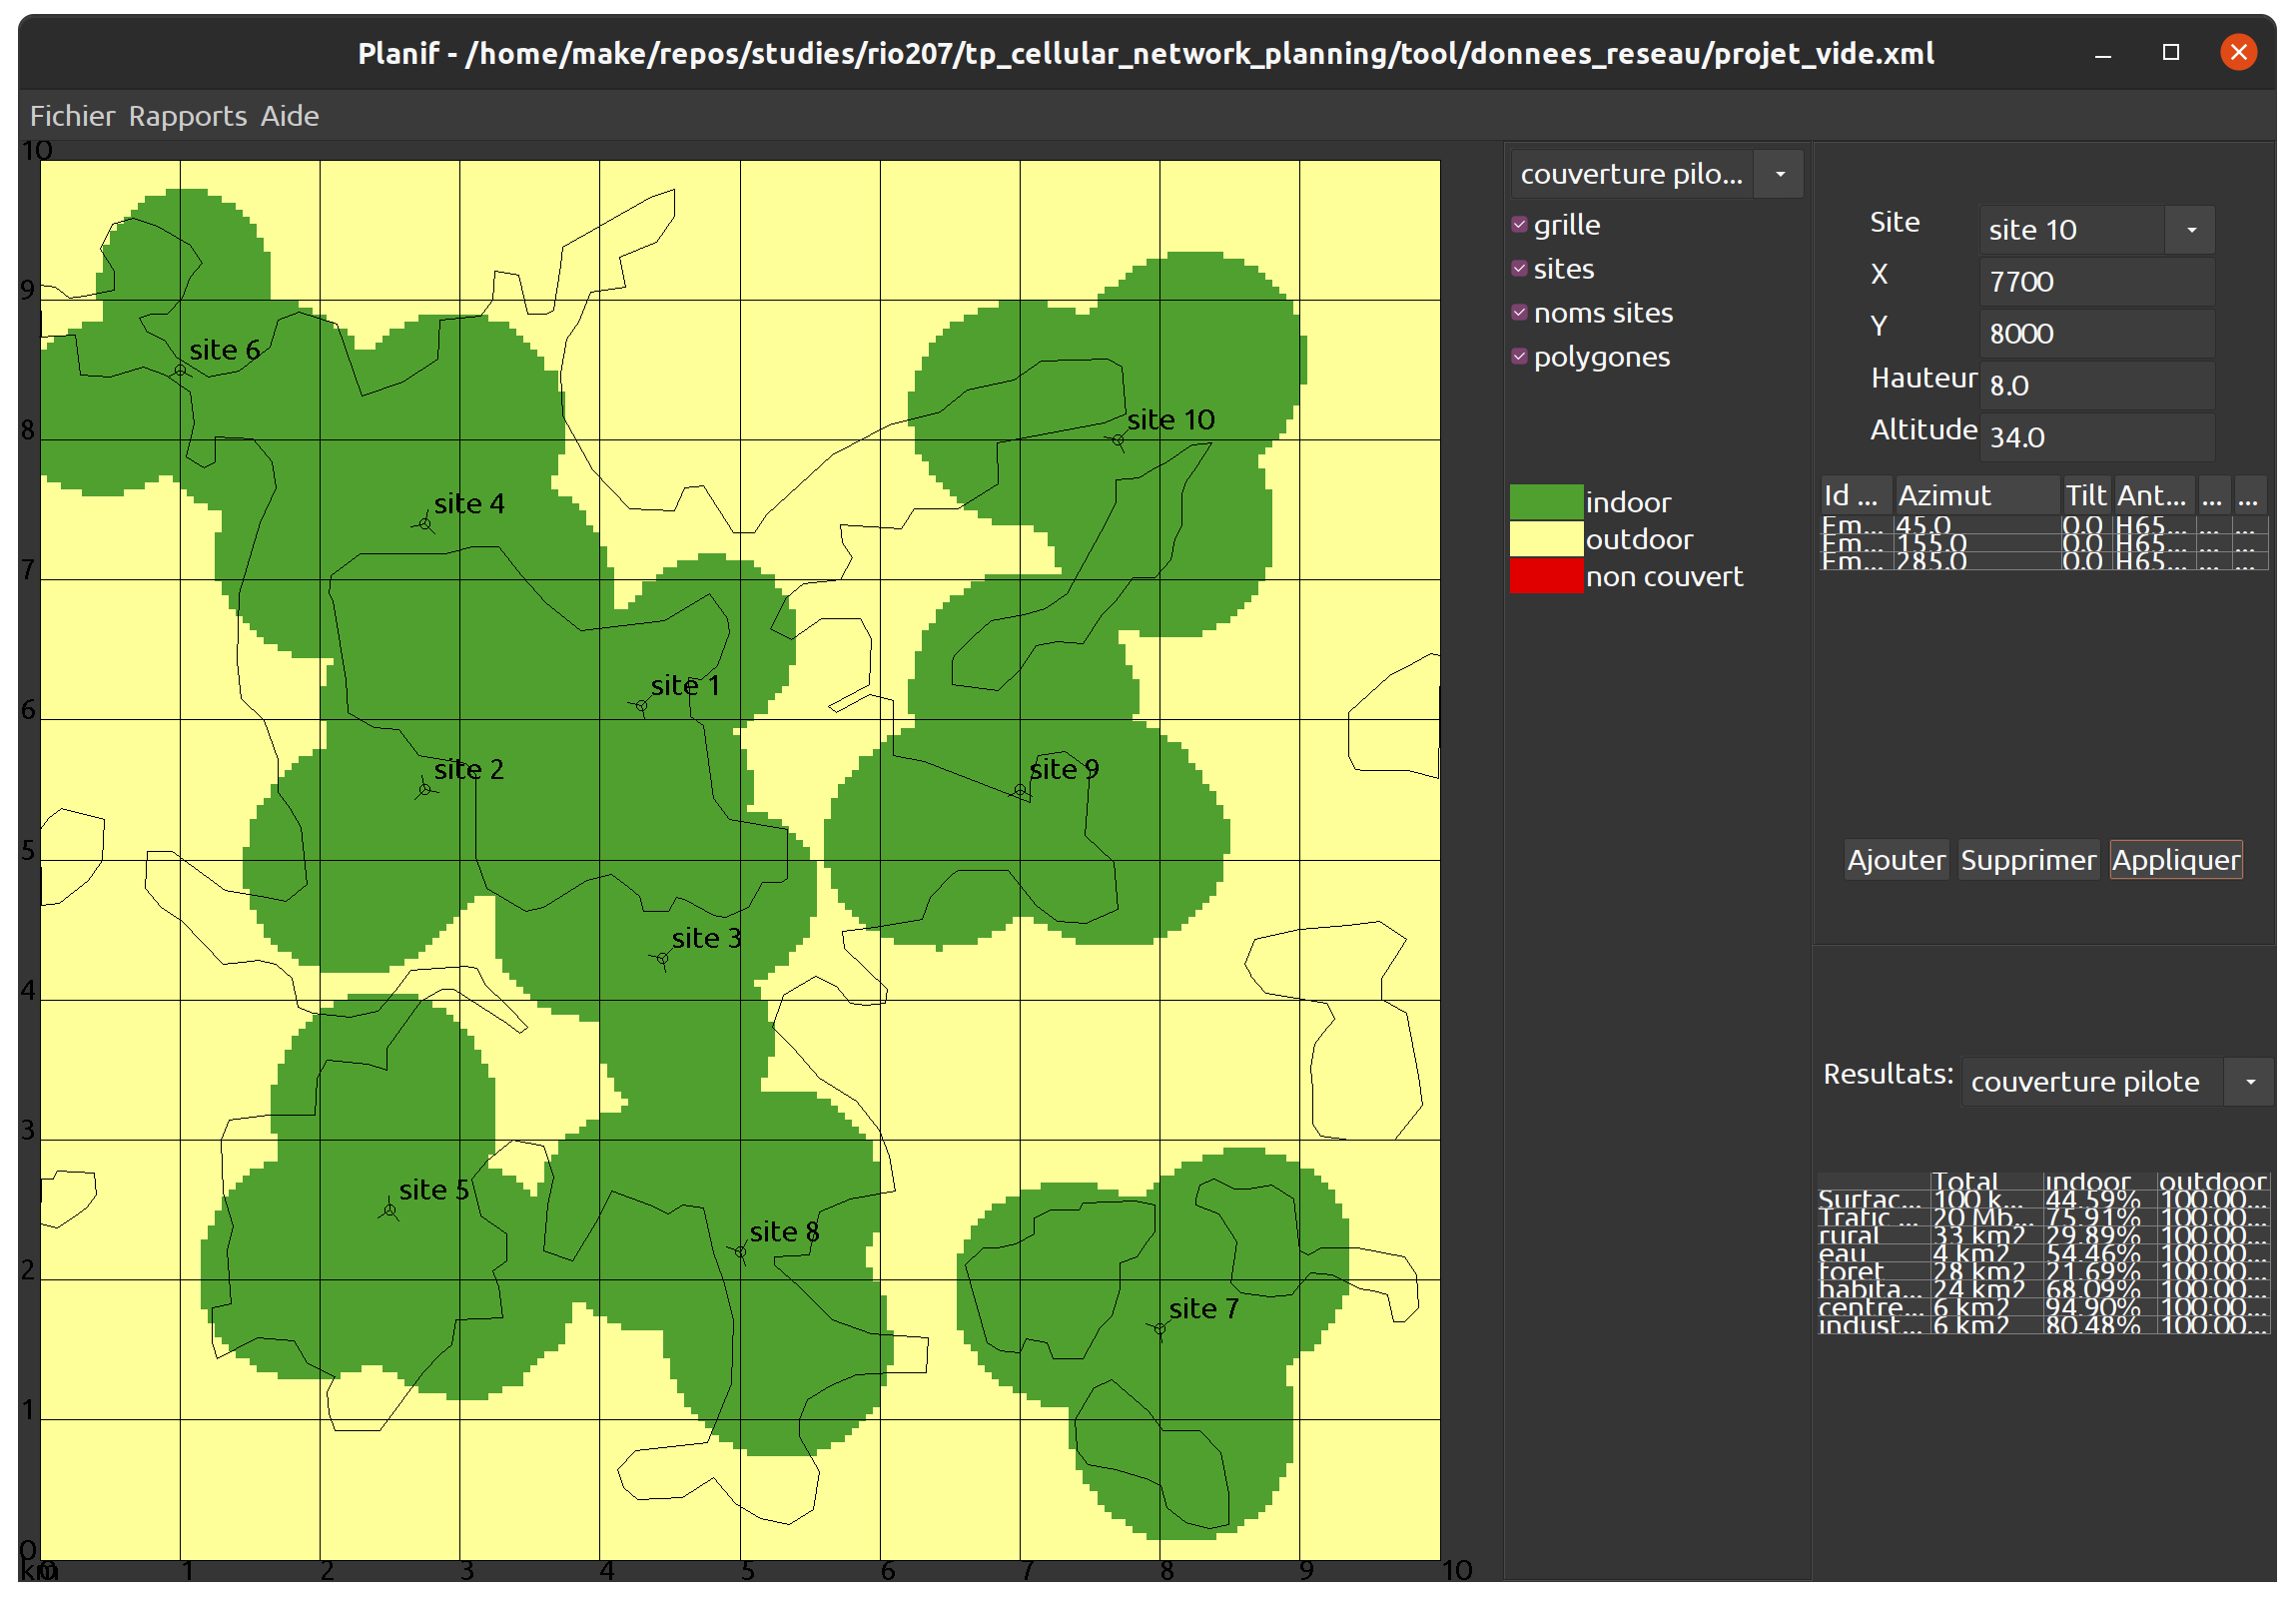 Planif - /home/make/repos/studies/rio207/tp_cellular_network_planning/tool/donnees_reseau/projet_vide.xml
Fichier Rapports Aide
10
9
8
7
6
5
4
3
2
1
0
km
1
2
3
4
5
6
7
8
9
10
site 6
site 10
site 4
site 1
site 2
site 9
site 3
site 5
site 8
site 7
couverture pilo...
grille
sites
noms sites
polygones
indoor
outdoor
non couvert
Site site 10
X 7700
Y 8000
Hauteur 8.0
Altitude 34.0
Id ... Azimut Tilt Ant... ... ...
Em... 45.0 0.0 H65... ... ...
Em... 155.0 0.0 H65... ... ...
Em... 285.0 0.0 H65... ... ...
Ajouter Supprimer Appliquer
Resultats: couverture pilote
Total indoor outdoor
Surfac... 100 k... 44.59% 100.00...
Trafic ... 20 Mb... 75.91% 100.00...
rural 33 km2 29.89% 100.00...
eau 4 km2 54.46% 100.00...
foret 28 km2 21.69% 100.00...
habita... 24 km2 68.09% 100.00...
centre... 6 km2 94.90% 100.00...
indust... 6 km2 80.48% 100.00...